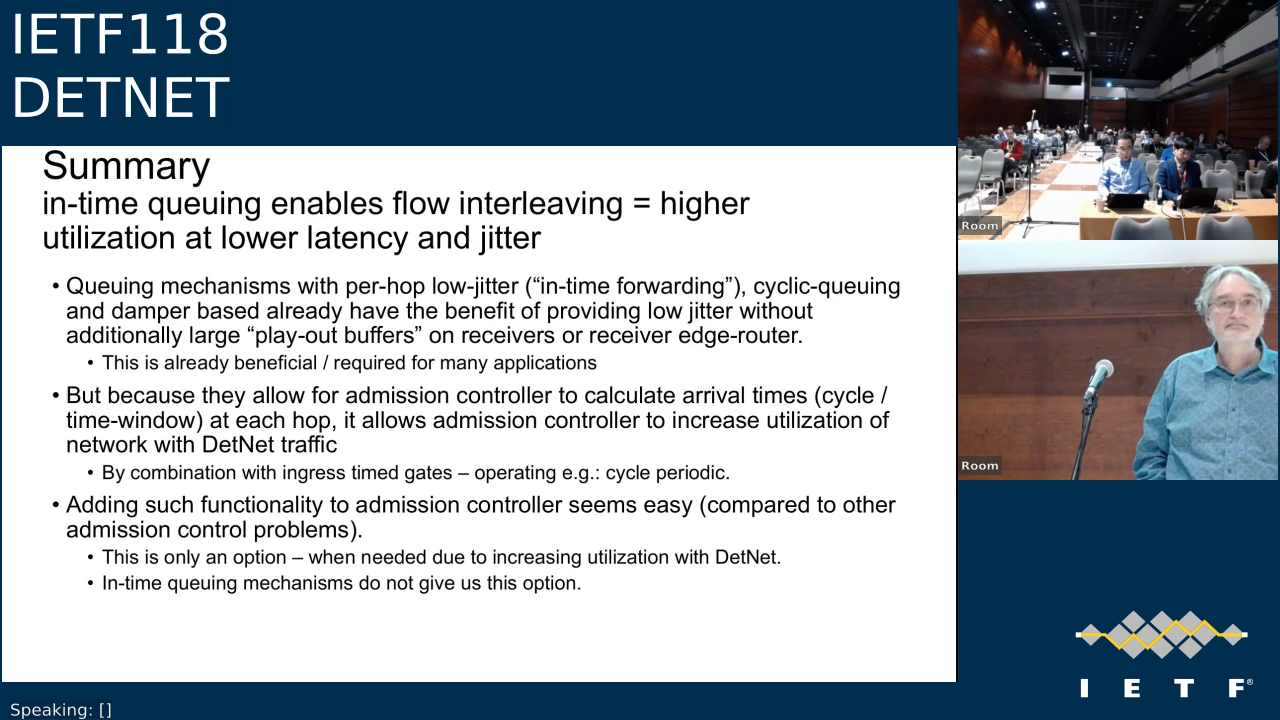 IETF118
DETNET
Summary
in-time queuing enables flow interleaving = higher
utilization at lower latency and jitter
• Queuing mechanisms with per-hop low-jitter (“in-time forwarding”), cyclic-queuing
and damper based already have the benefit of providing low jitter without
additionally large “play-out buffers” on receivers or receiver edge-router.
• This is already beneficial / required for many applications
• But because they allow for admission controller to calculate arrival times (cycle /
time-window) at each hop, it allows admission controller to increase utilization of
network with DetNet traffic
• By combination with ingress timed gates – operating e.g.: cycle periodic.
• Adding such functionality to admission controller seems easy (compared to other
admission control problems).
• This is only an option – when needed due to increasing utilization with DetNet.
• In-time queuing mechanisms do not give us this option.
Room
Room
I E T F®
Speaking: []